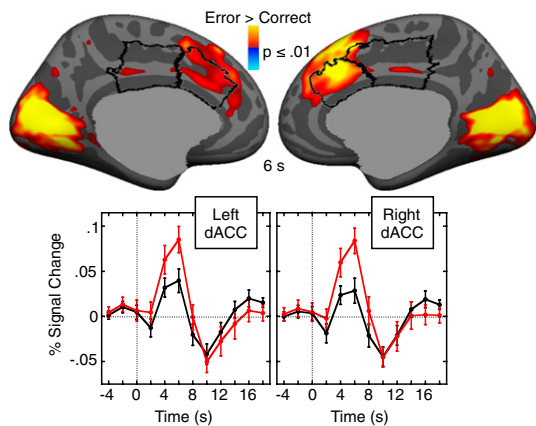 Error > Correct
p ≤ .01
6 s
Left
dACC
Right
dACC
% Signal Change
.1
.05
0
-.05
-4 0 4 8 12 16
-4 0 4 8 12 16
Time (s)
Time (s)